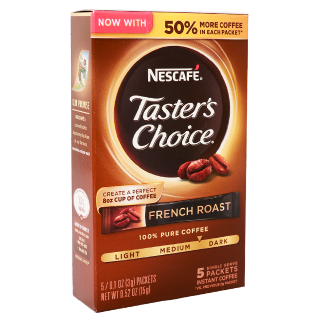 NOW WITH
50% MORE COFFEE
IN EACH PACKET*
NESCAFÉ®
Taster's
Choice®
CREATE A PERFECT
8oz CUP OF COFFEE
FRENCH ROAST
100% PURE COFFEE
LIGHT MEDIUM DARK
5 SINGLE SERVE
PACKETS
INSTANT COFFEE
5 / 0.1 OZ (3g) PACKETS
NET WT 0.52 OZ (15g)